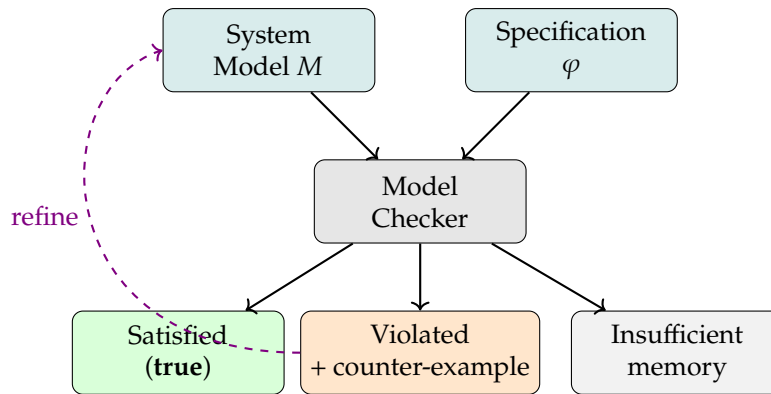 System
Model M
Specification
φ
Model
Checker
refine
Satisfied
(true)
Violated
+ counter-example
Insufficient
memory